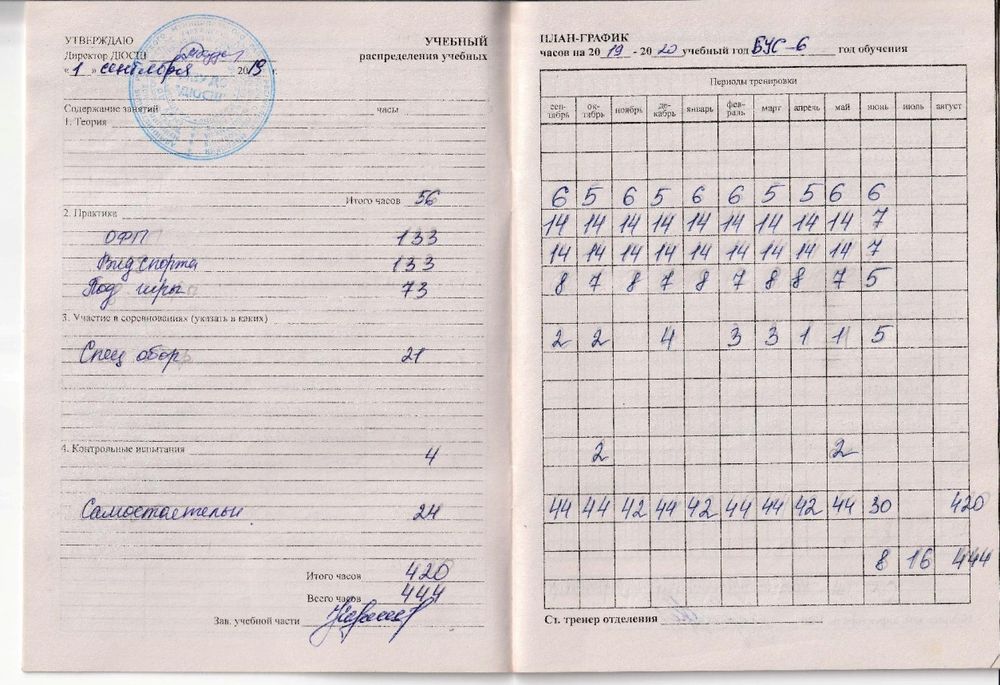 УТВЕРЖДАЮ УЧЕБНЫЙ
Директор ДЮСШ распределения учебных
« 1 » сентября 2019 г.
Содержание занятий часы
1. Теория
Итого часов 56
2. Практика
ОФП 133
Вид спорта 133
Под игры 73
3. Участие в соревнованиях (указать в каких)
Спец обор 21
4. Контрольные испытания 4
Самостоятельн 24
Итого часов 420
Всего часов 444
Зав. учебной части
ПЛАН-ГРАФИК
часов на 2019 - 2020 учебный год БУС-6 год обучения
Периоды тренировки
сен-тябрь ок-тябрь ноябрь де-кабрь январь фев-раль март апрель май июнь июль август
6 5 6 5 6 6 5 5 6 6
14 14 14 14 14 14 14 14 14 7
14 14 14 14 14 14 14 14 14 7
8 7 8 7 8 7 8 8 7 5
2 2 4 3 3 1 1 5
2 2
44 44 42 44 42 44 44 42 44 30 420
8 16 444
Ст. тренер отделения